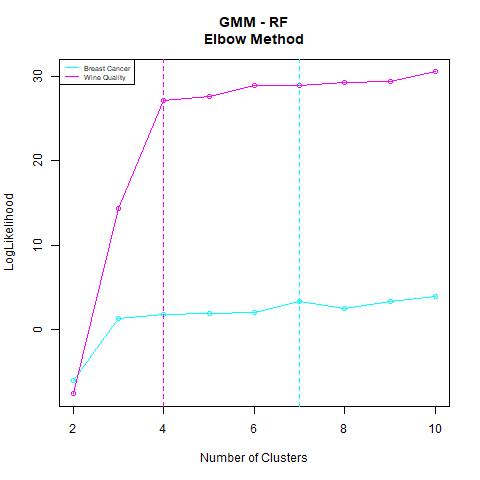 GMM - RF
Elbow Method
Breast Cancer
Wine Quality
30
20
10
0
LogLikelihood
2 4 6 8 10
Number of Clusters